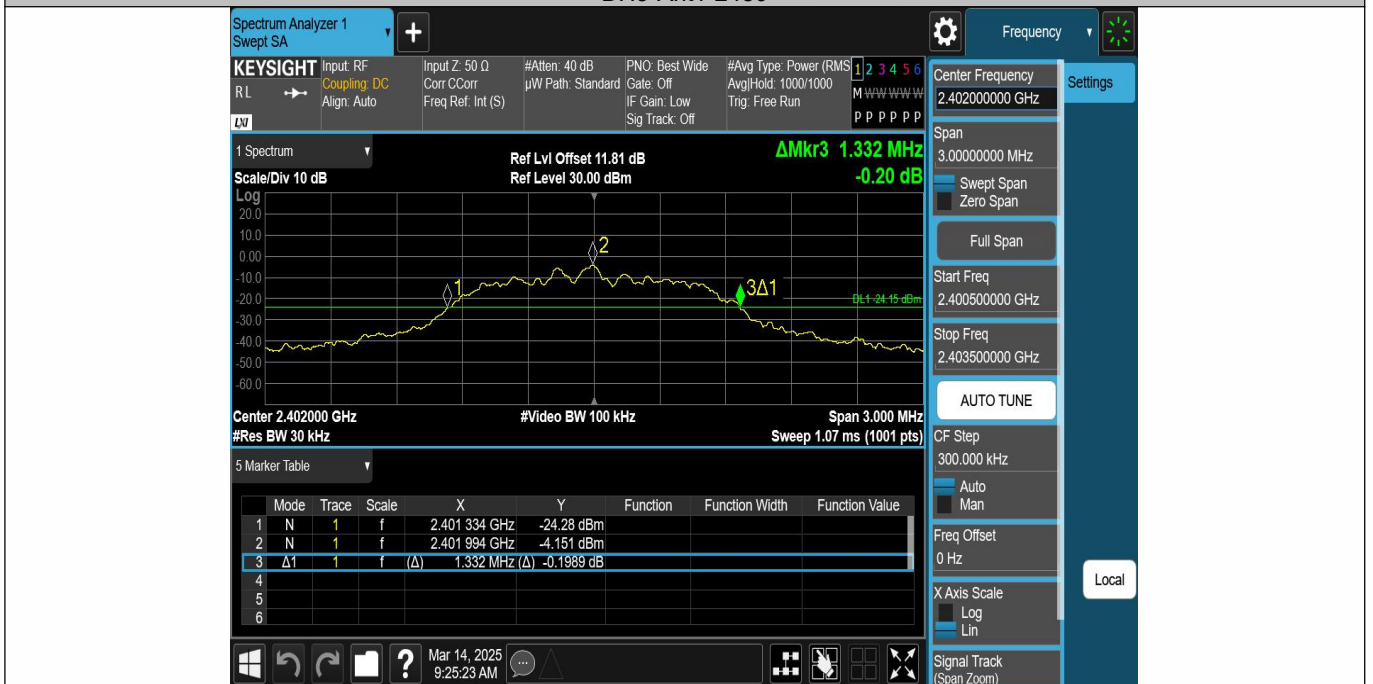 Spectrum Analyzer 1
Swept SA
+
Frequency
KEYSIGHT
RL
LXI
Input: RF
Coupling: DC
Align: Auto
Input Z: 50 Ω
Corr CCorr
Freq Ref: Int (S)
#Atten: 40 dB
µW Path: Standard
PNO: Best Wide
Gate: Off
IF Gain: Low
Sig Track: Off
#Avg Type: Power (RMS
Avg|Hold: 1000/1000
Trig: Free Run
1 2 3 4 5 6
M W W W W W
P P P P P P
1 Spectrum
Scale/Div 10 dB
Ref Lvl Offset 11.81 dB
Ref Level 30.00 dBm
ΔMkr3 1.332 MHz
-0.20 dB
Log
20.0
10.0
0.00
-10.0
-20.0
-30.0
-40.0
-50.0
-60.0
1
2
3Δ1
DL1 -24.15 dBm
Center 2.402000 GHz
#Video BW 100 kHz
Span 3.000 MHz
#Res BW 30 kHz
Sweep 1.07 ms (1001 pts)
5 Marker Table
Mode Trace Scale X Y Function Function Width Function Value
1 N 1 f 2.401 334 GHz -24.28 dBm
2 N 1 f 2.401 994 GHz -4.151 dBm
3 Δ1 1 f (Δ) 1.332 MHz (Δ) -0.1989 dB
4
5
6
Mar 14, 2025
9:25:23 AM
?
Center Frequency
2.402000000 GHz
Settings
Span
3.00000000 MHz
Swept Span
Zero Span
Full Span
Start Freq
2.400500000 GHz
Stop Freq
2.403500000 GHz
AUTO TUNE
CF Step
300.000 kHz
Auto
Man
Freq Offset
0 Hz
X Axis Scale
Log
Lin
Local
Signal Track
(Span Zoom)